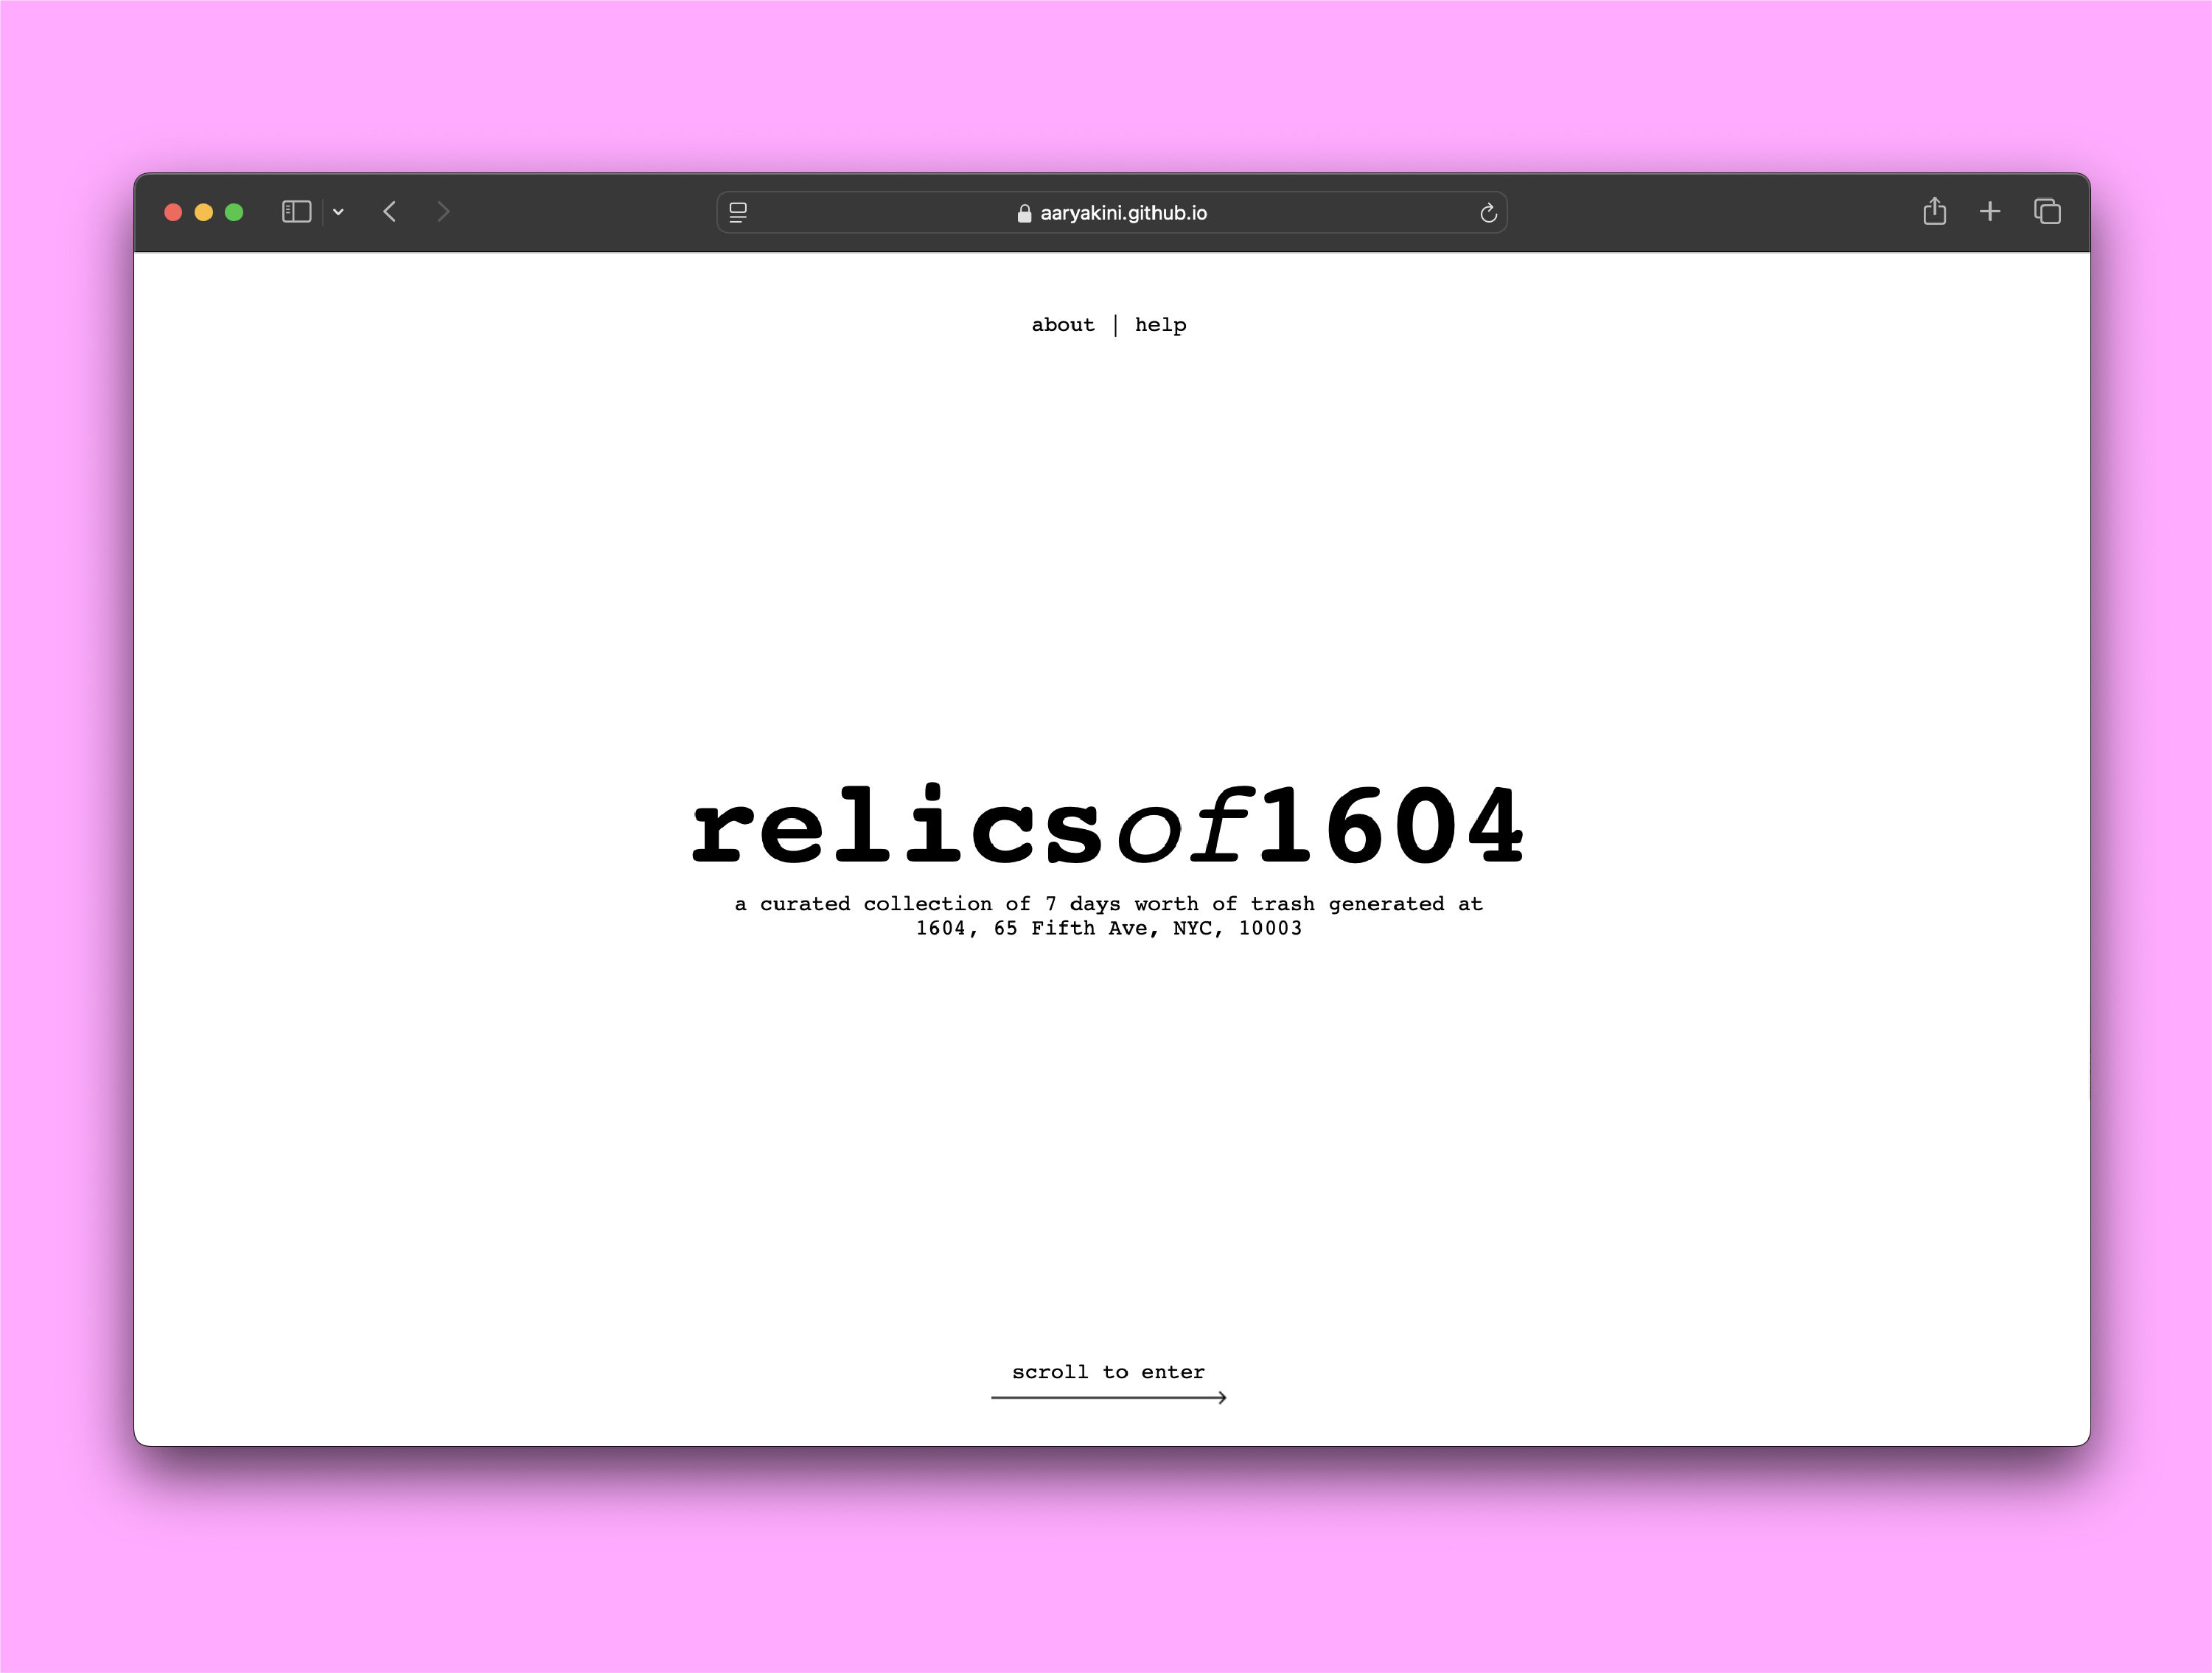 aaryakini.github.io
about | help
relicsof1604
a curated collection of 7 days worth of trash generated at
1604, 65 Fifth Ave, NYC, 10003
scroll to enter